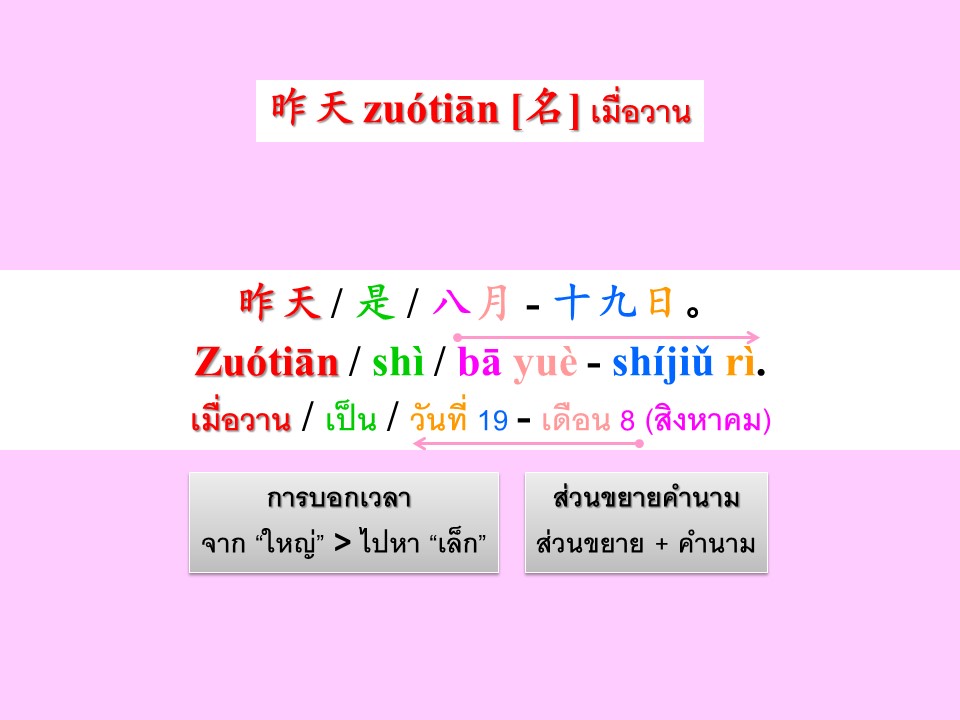 昨天 zuótiān [名] เมื่อวาน
昨天 / 是 / 八月 - 十九日。
Zuótiān / shì / bā yuè - shíjiǔ rì.
เมื่อวาน / เป็น / วันที่ 19 - เดือน 8 (สิงหาคม)
การบอกเวลา
จาก “ใหญ่” > ไปหา “เล็ก”
ส่วนขยายคำนาม
ส่วนขยาย + คำนาม